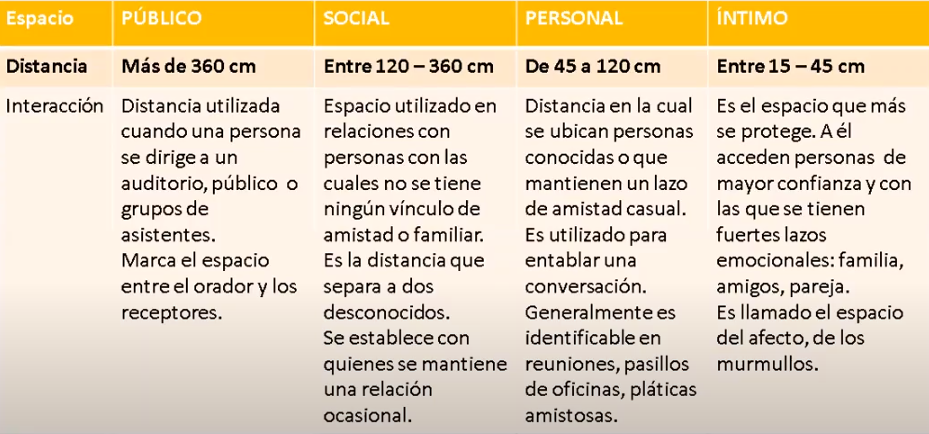 Espacio
PÚBLICO
SOCIAL
PERSONAL
ÍNTIMO
Distancia
Más de 360 cm
Entre 120 – 360 cm
De 45 a 120 cm
Entre 15 – 45 cm
Interacción
Distancia utilizada
cuando una persona
se dirige a un
auditorio, público o
grupos de
asistentes.
Marca el espacio
entre el orador y los
receptores.
Espacio utilizado en
relaciones con
personas con las
cuales no se tiene
ningún vínculo de
amistad o familiar.
Es la distancia que
separa a dos
desconocidos.
Se establece con
quienes se mantiene
una relación
ocasional.
Distancia en la cual
se ubican personas
conocidas o que
mantienen un lazo
de amistad casual.
Es utilizado para
entablar una
conversación.
Generalmente es
identificable en
reuniones, pasillos
de oficinas, pláticas
amistosas.
Es el espacio que más
se protege. A él
acceden personas de
mayor confianza y con
las que se tienen
fuertes lazos
emocionales: familia,
amigos, pareja.
Es llamado el espacio
del afecto, de los
murmullos.